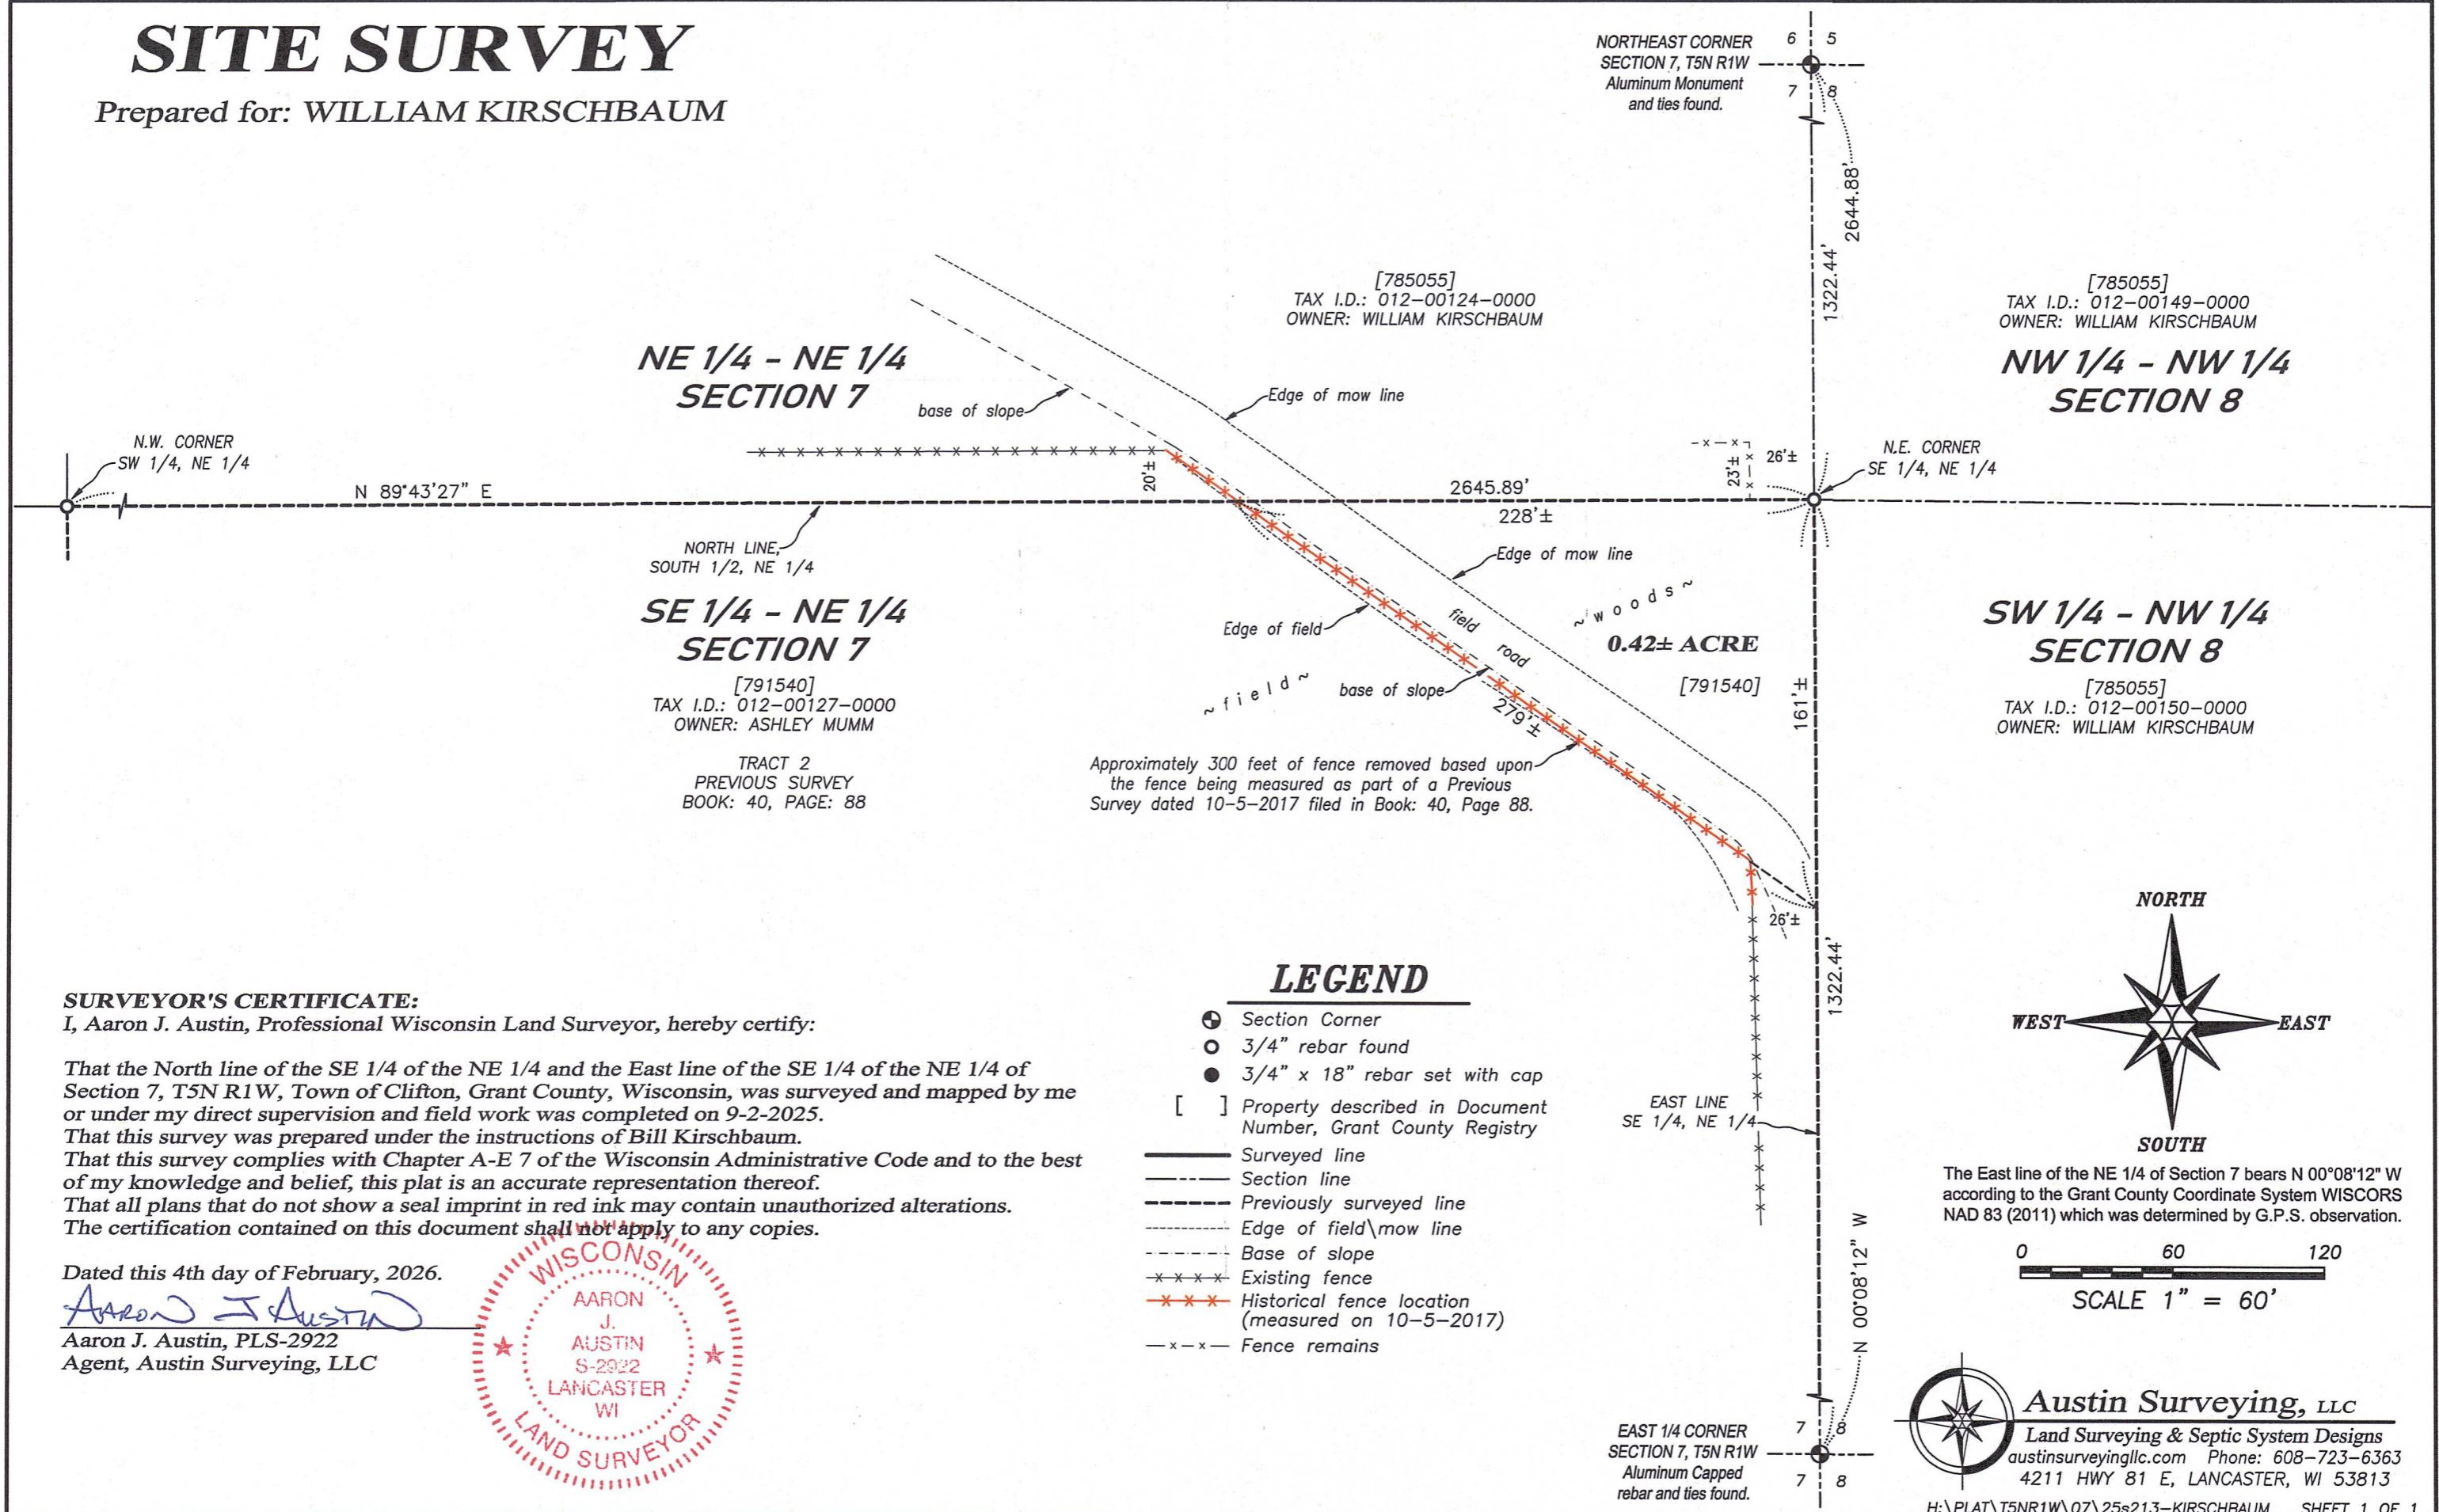 SITE SURVEY
Prepared for: WILLIAM KIRSCHBAUM
NORTHEAST CORNER
SECTION 7, T5N R1W
Aluminum Monument
and ties found.
6 5
7 8
2644.88'
1322.44'
[785055]
TAX I.D.: 012-00124-0000
OWNER: WILLIAM KIRSCHBAUM
[785055]
TAX I.D.: 012-00149-0000
OWNER: WILLIAM KIRSCHBAUM
NW 1/4 - NW 1/4
SECTION 8
NE 1/4 - NE 1/4
SECTION 7
base of slope
Edge of mow line
N.W. CORNER
SW 1/4, NE 1/4
N.E. CORNER
SE 1/4, NE 1/4
20'±
23'±
26'±
N 89°43'27" E
2645.89'
228'±
NORTH LINE,
SOUTH 1/2, NE 1/4
Edge of mow line
~woods~
field road
0.42± ACRE
[791540]
161'±
SE 1/4 - NE 1/4
SECTION 7
[791540]
TAX I.D.: 012-00127-0000
OWNER: ASHLEY MUMM
TRACT 2
PREVIOUS SURVEY
BOOK: 40, PAGE: 88
Edge of field
~field~
base of slope
279'±
SW 1/4 - NW 1/4
SECTION 8
[785055]
TAX I.D.: 012-00150-0000
OWNER: WILLIAM KIRSCHBAUM
Approximately 300 feet of fence removed based upon
the fence being measured as part of a Previous
Survey dated 10-5-2017 filed in Book: 40, Page 88.
26'±
1322.44'
EAST LINE
SE 1/4, NE 1/4
N 00°08'12" W
SURVEYOR'S CERTIFICATE:
I, Aaron J. Austin, Professional Wisconsin Land Surveyor, hereby certify:
That the North line of the SE 1/4 of the NE 1/4 and the East line of the SE 1/4 of the NE 1/4 of
Section 7, T5N R1W, Town of Clifton, Grant County, Wisconsin, was surveyed and mapped by me
or under my direct supervision and field work was completed on 9-2-2025.
That this survey was prepared under the instructions of Bill Kirschbaum.
That this survey complies with Chapter A-E 7 of the Wisconsin Administrative Code and to the best
of my knowledge and belief, this plat is an accurate representation thereof.
That all plans that do not show a seal imprint in red ink may contain unauthorized alterations.
The certification contained on this document shall not apply to any copies.
Dated this 4th day of February, 2026.
Aaron J Austin
Aaron J. Austin, PLS-2922
Agent, Austin Surveying, LLC
WISCONSIN
AARON
J.
AUSTIN
S-2922
LANCASTER
WI
LAND SURVEYOR
LEGEND
Section Corner
3/4" rebar found
3/4" x 18" rebar set with cap
[ ] Property described in Document
Number, Grant County Registry
Surveyed line
Section line
Previously surveyed line
Edge of field\mow line
Base of slope
Existing fence
Historical fence location
(measured on 10-5-2017)
Fence remains
NORTH
WEST EAST
SOUTH
The East line of the NE 1/4 of Section 7 bears N 00°08'12" W
according to the Grant County Coordinate System WISCORS
NAD 83 (2011) which was determined by G.P.S. observation.
0 60 120
SCALE 1" = 60'
EAST 1/4 CORNER
SECTION 7, T5N R1W
Aluminum Capped
rebar and ties found.
7 8
7 8
Austin Surveying, LLC
Land Surveying & Septic System Designs
austinsurveyingllc.com Phone: 608-723-6363
4211 HWY 81 E, LANCASTER, WI 53813
H:\PLAT\T5NR1W\07\25s213-KIRSCHBAUM SHEET 1 OF 1